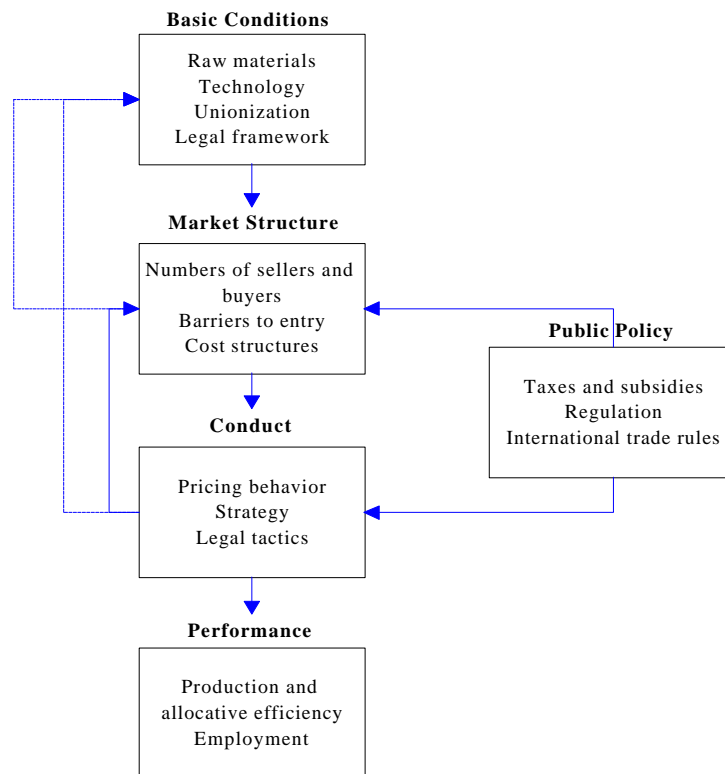 Basic Conditions
Raw materials
Technology
Unionization
Legal framework
Market Structure
Numbers of sellers and
buyers
Barriers to entry
Cost structures
Public Policy
Taxes and subsidies
Regulation
International trade rules
Conduct
Pricing behavior
Strategy
Legal tactics
Performance
Production and
allocative efficiency
Employment